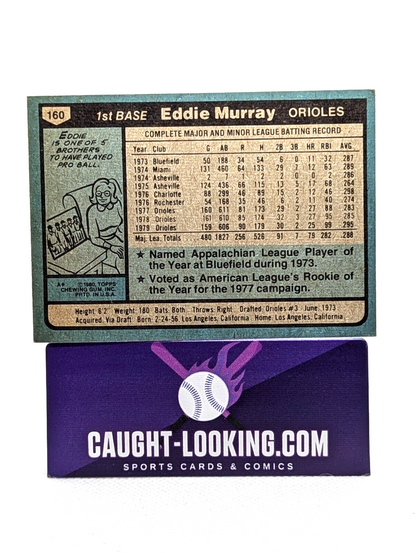 160 1st BASE Eddie Murray ORIOLES
EDDIE
IS ONE OF 5
BROTHERS
TO HAVE PLAYED
PRO BALL.
A★ ©1980, TOPPS
CHEWING GUM, INC.
PRTD. IN U.S.A.
COMPLETE MAJOR AND MINOR LEAGUE BATTING RECORD
Year Club G AB R H 2B 3B HR RBI AVG.
1973 Bluefield 50 188 34 54 6 0 11 32 .287
1974 Miami 131 460 64 133 29 7 12 63 .289
1974 Asheville 2 7 1 2 2 0 0 2 .286
1975 Asheville 124 436 66 115 13 5 17 68 .264
1976 Charlotte 88 299 46 89 15 2 12 46 .298
1976 Rochester 54 168 35 46 6 2 11 40 .274
1977 Orioles 160 611 81 173 29 2 27 88 .283
1978 Orioles 161 610 85 174 32 3 27 95 .285
1979 Orioles 159 606 90 179 30 2 25 99 .295
Maj. Lea. Totals 480 1827 256 526 91 7 79 282 .288
★ Named Appalachian League Player of
the Year at Bluefield during 1973.
★ Voted as American League's Rookie of
the Year for the 1977 campaign.
Height: 6'2" Weight: 180 Bats: Both Throws: Right Drafted: Orioles #3 - June, 1973
Acquired: Via Draft Born: 2-24-56, Los Angeles, California Home: Los Angeles, California
CAUGHT-LOOKING.COM
SPORTS CARDS & COMICS